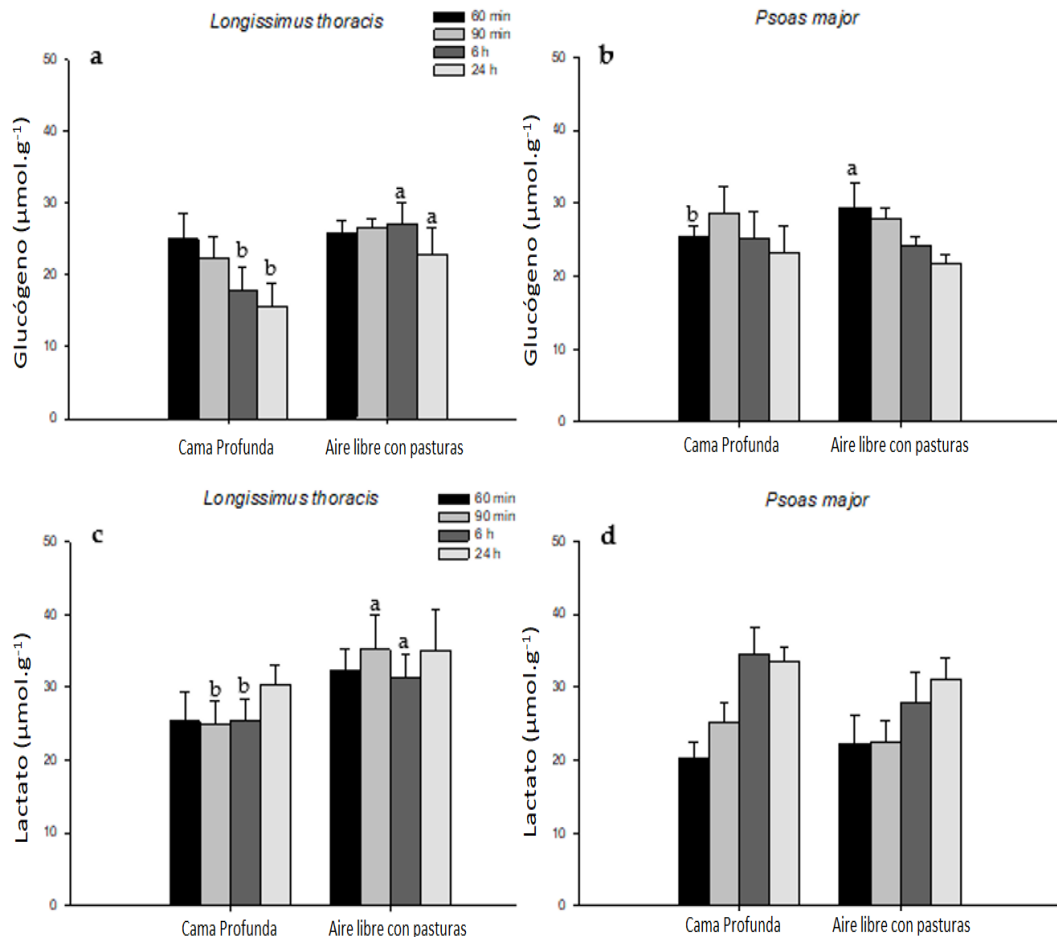 Longissimus thoracis
a
60 min
90 min
6 h
24 h
Glucógeno (µmol.g⁻¹)
50
40
30
20
10
0
b
b
a
a
Cama Profunda
Aire libre con pasturas
Psoas major
b
Glucógeno (µmol.g⁻¹)
50
40
30
20
10
0
b
a
Cama Profunda
Aire libre con pasturas
Longissimus thoracis
c
60 min
90 min
6 h
24 h
Lactato (µmol.g⁻¹)
50
40
30
20
10
0
b
b
a
a
Cama Profunda
Aire libre con pasturas
Psoas major
d
Lactato (µmol.g⁻¹)
50
40
30
20
10
0
Cama Profunda
Aire libre con pasturas